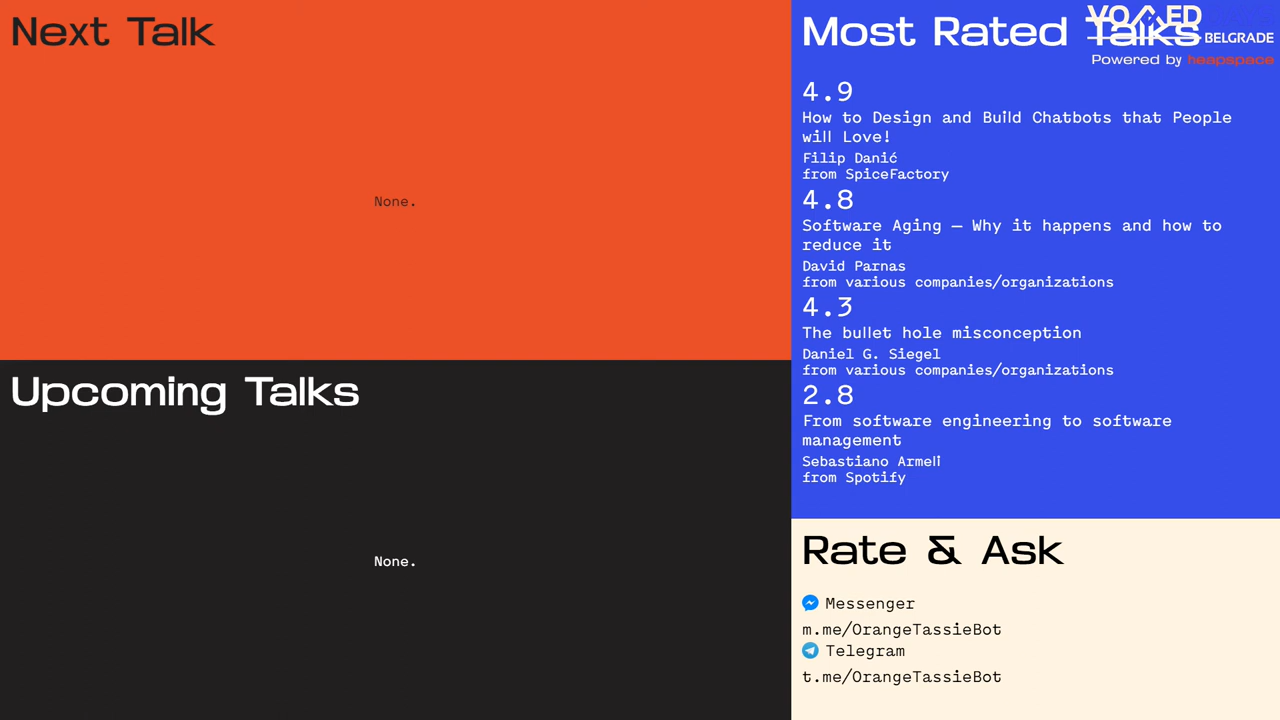 Next Talk
None.
Upcoming Talks
None.
Most Rated Talks
BELGRADE
Powered by heapspace
4.9
How to Design and Build Chatbots that People
will Love!
Filip Danić
from SpiceFactory
4.8
Software Aging – Why it happens and how to
reduce it
David Parnas
from various companies/organizations
4.3
The bullet hole misconception
Daniel G. Siegel
from various companies/organizations
2.8
From software engineering to software
management
Sebastiano Armeli
from Spotify
Rate & Ask
Messenger
m.me/OrangeTassieBot
Telegram
t.me/OrangeTassieBot